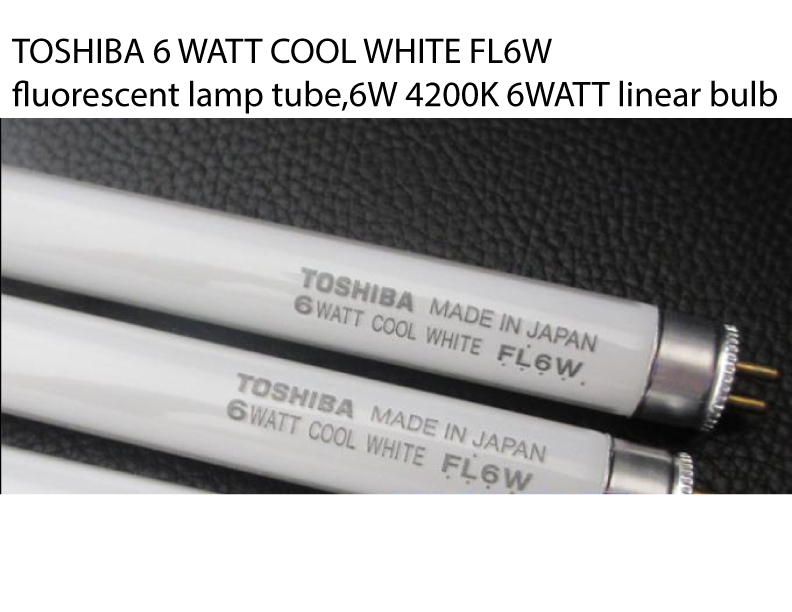 TOSHIBA 6 WATT COOL WHITE FL6W
fluorescent lamp tube,6W 4200K 6WATT linear bulb
TOSHIBA MADE IN JAPAN
6WATT COOL WHITE FL6W
TOSHIBA MADE IN JAPAN
6WATT COOL WHITE FL6W